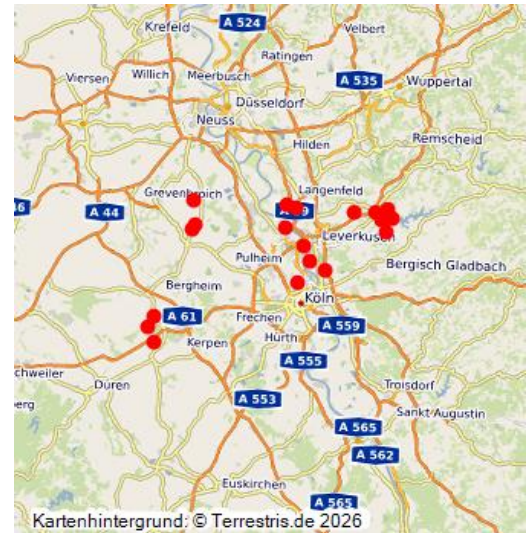 Krefeld
A 524
Velbert
Ratingen
Viersen
Willich
Meerbusch
A 535
Wuppertal
Düsseldorf
Neuss
Hilden
Remscheid
Grevenbroich
Langenfeld
A 44
Leverkusen
Pulheim
Bergisch Gladbach
Bergheim
A 61
Köln
Frechen
A 559
Kerpen
Hürth
A 555
Düren
Troisdorf
A 553
Sankt Augustin
A 565
A 562
Euskirchen
A 565
Kartenhintergrund: © Terrestris.de 2026